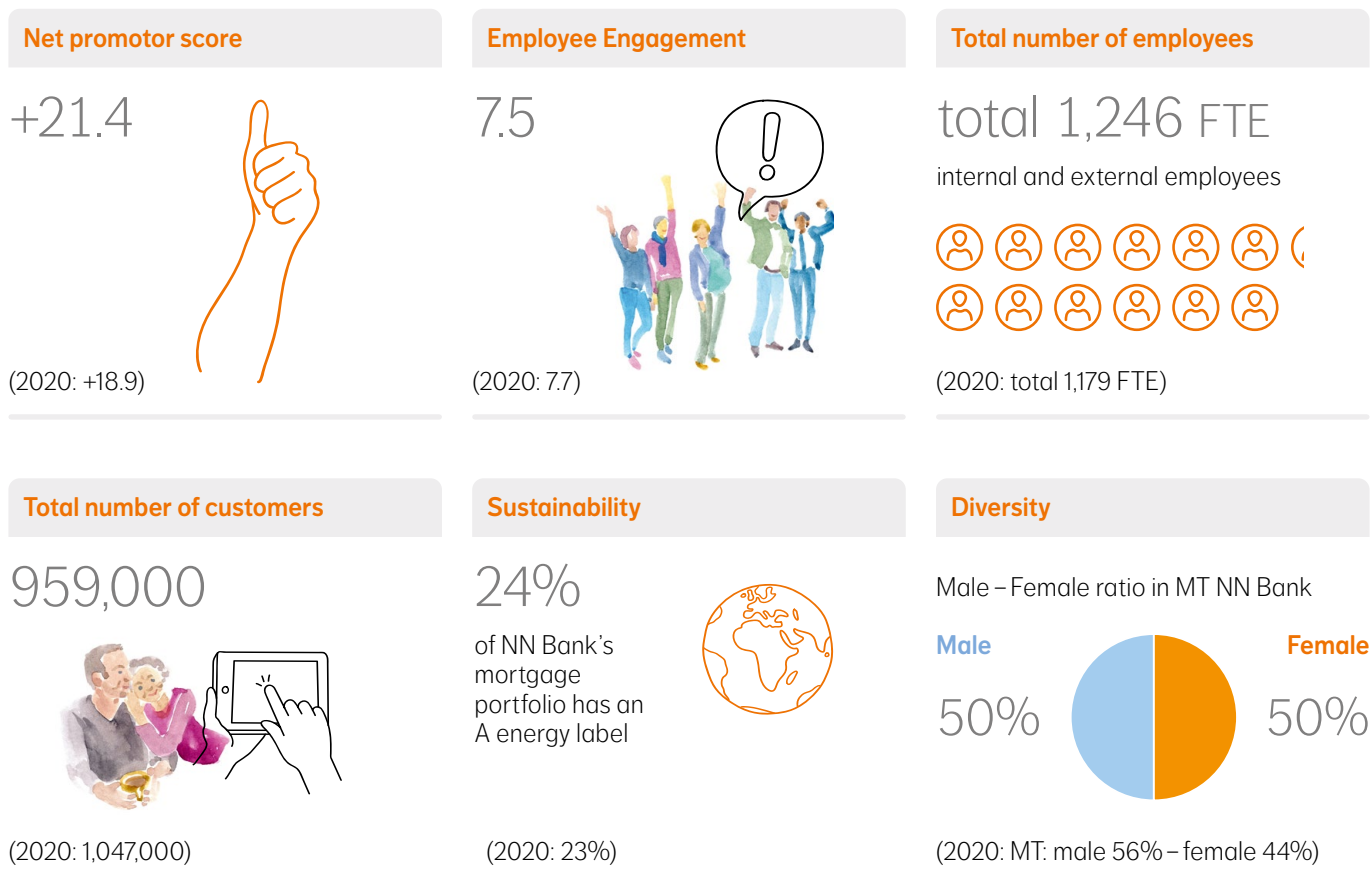 Net promotor score
+21.4
(2020: +18.9)
Employee Engagement
7.5
(2020: 7.7)
Total number of employees
total 1,246 FTE
internal and external employees
(2020: total 1,179 FTE)
Total number of customers
959,000
(2020: 1,047,000)
Sustainability
24%
of NN Bank’s
mortgage
portfolio has an
A energy label
(2020: 23%)
Diversity
Male – Female ratio in MT NN Bank
Male
Female
50%
50%
(2020: MT: male 56% – female 44%)